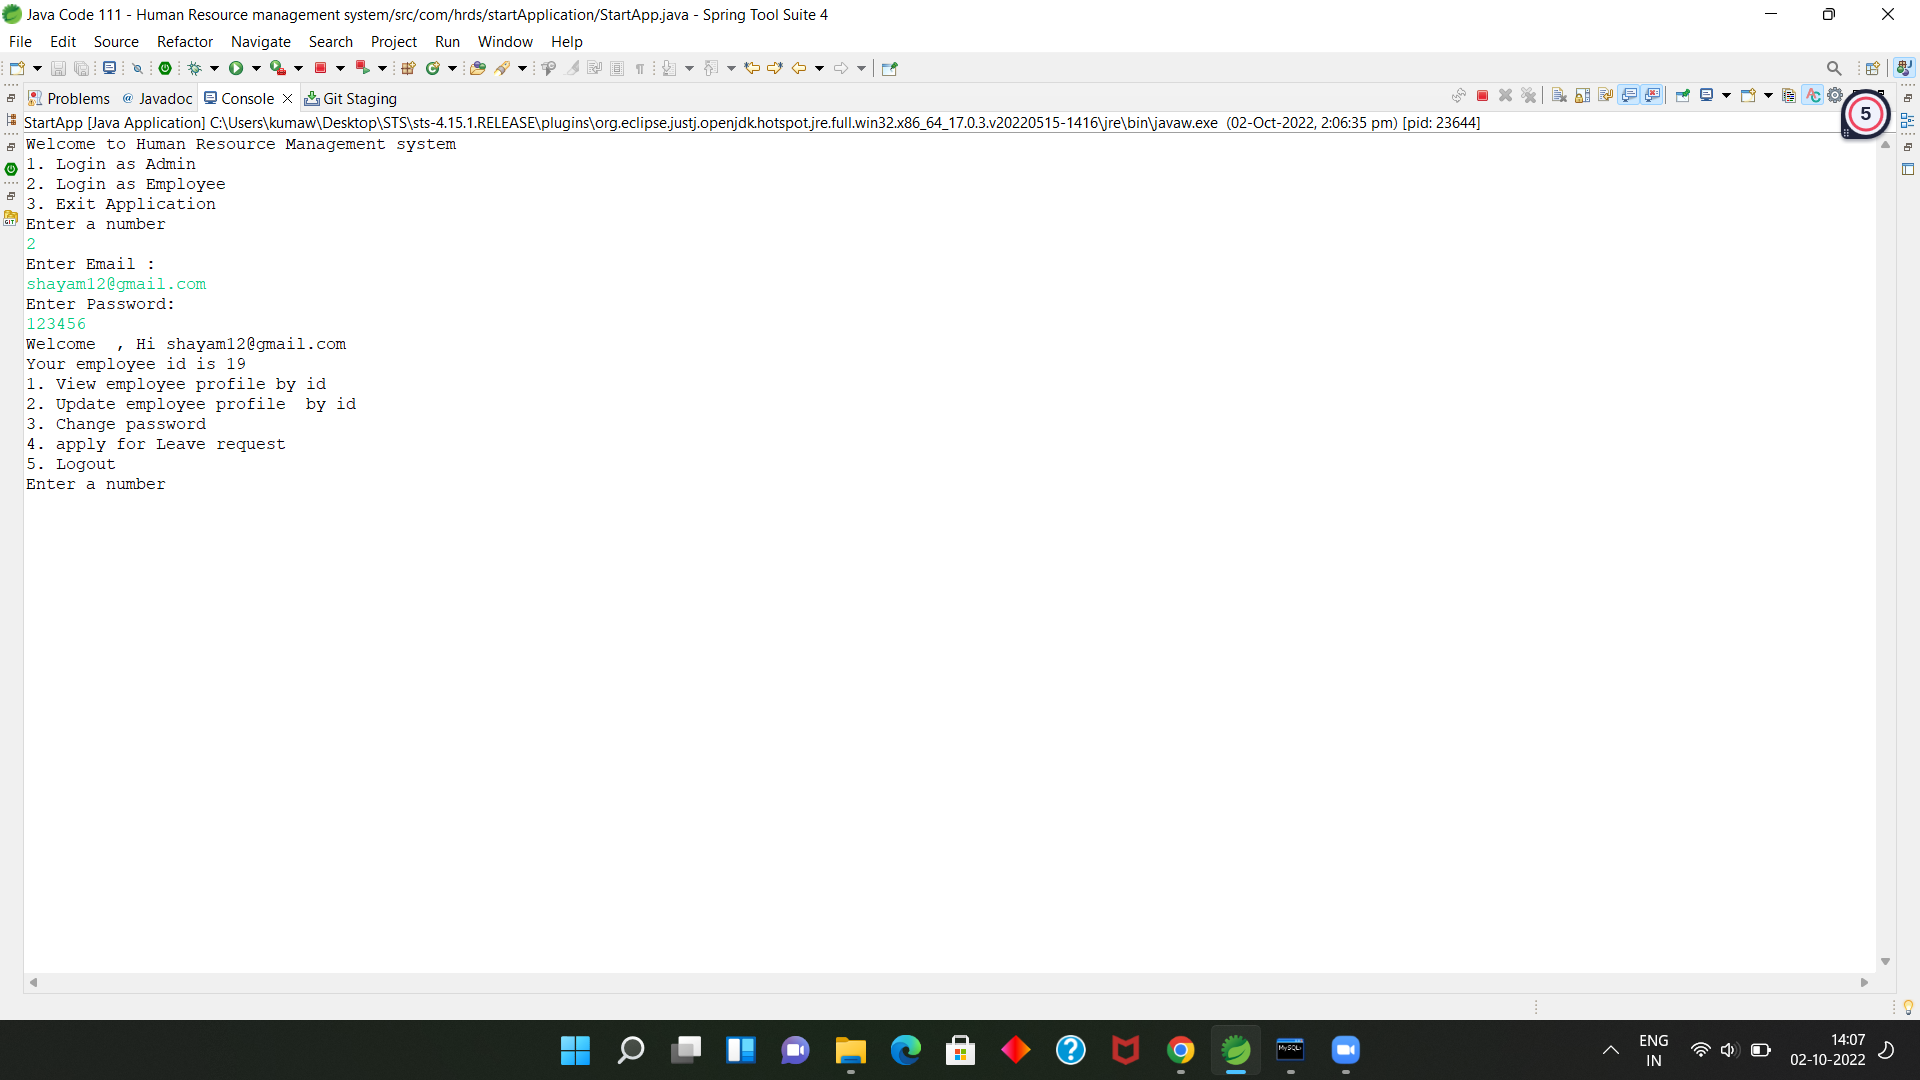 Java Code 111 - Human Resource management system/src/com/hrds/startApplication/StartApp.java - Spring Tool Suite 4
File Edit Source Refactor Navigate Search Project Run Window Help
Problems @ Javadoc Console Git Staging
StartApp [Java Application] C:\Users\kumaw\Desktop\STS\sts-4.15.1.RELEASE\plugins\org.eclipse.justj.openjdk.hotspot.jre.full.win32.x86_64_17.0.3.v20220515-1416\jre\bin\javaw.exe (02-Oct-2022, 2:06:35 pm) [pid: 23644]
5
Welcome to Human Resource Management system
1. Login as Admin
2. Login as Employee
3. Exit Application
Enter a number
2
Enter Email :
shayam12@gmail.com
Enter Password:
123456
Welcome  , Hi shayam12@gmail.com
Your employee id is 19
1. View employee profile by id
2. Update employee profile  by id
3. Change password
4. apply for Leave request
5. Logout
Enter a number
MySQL
ENG
IN
14:07
02-10-2022